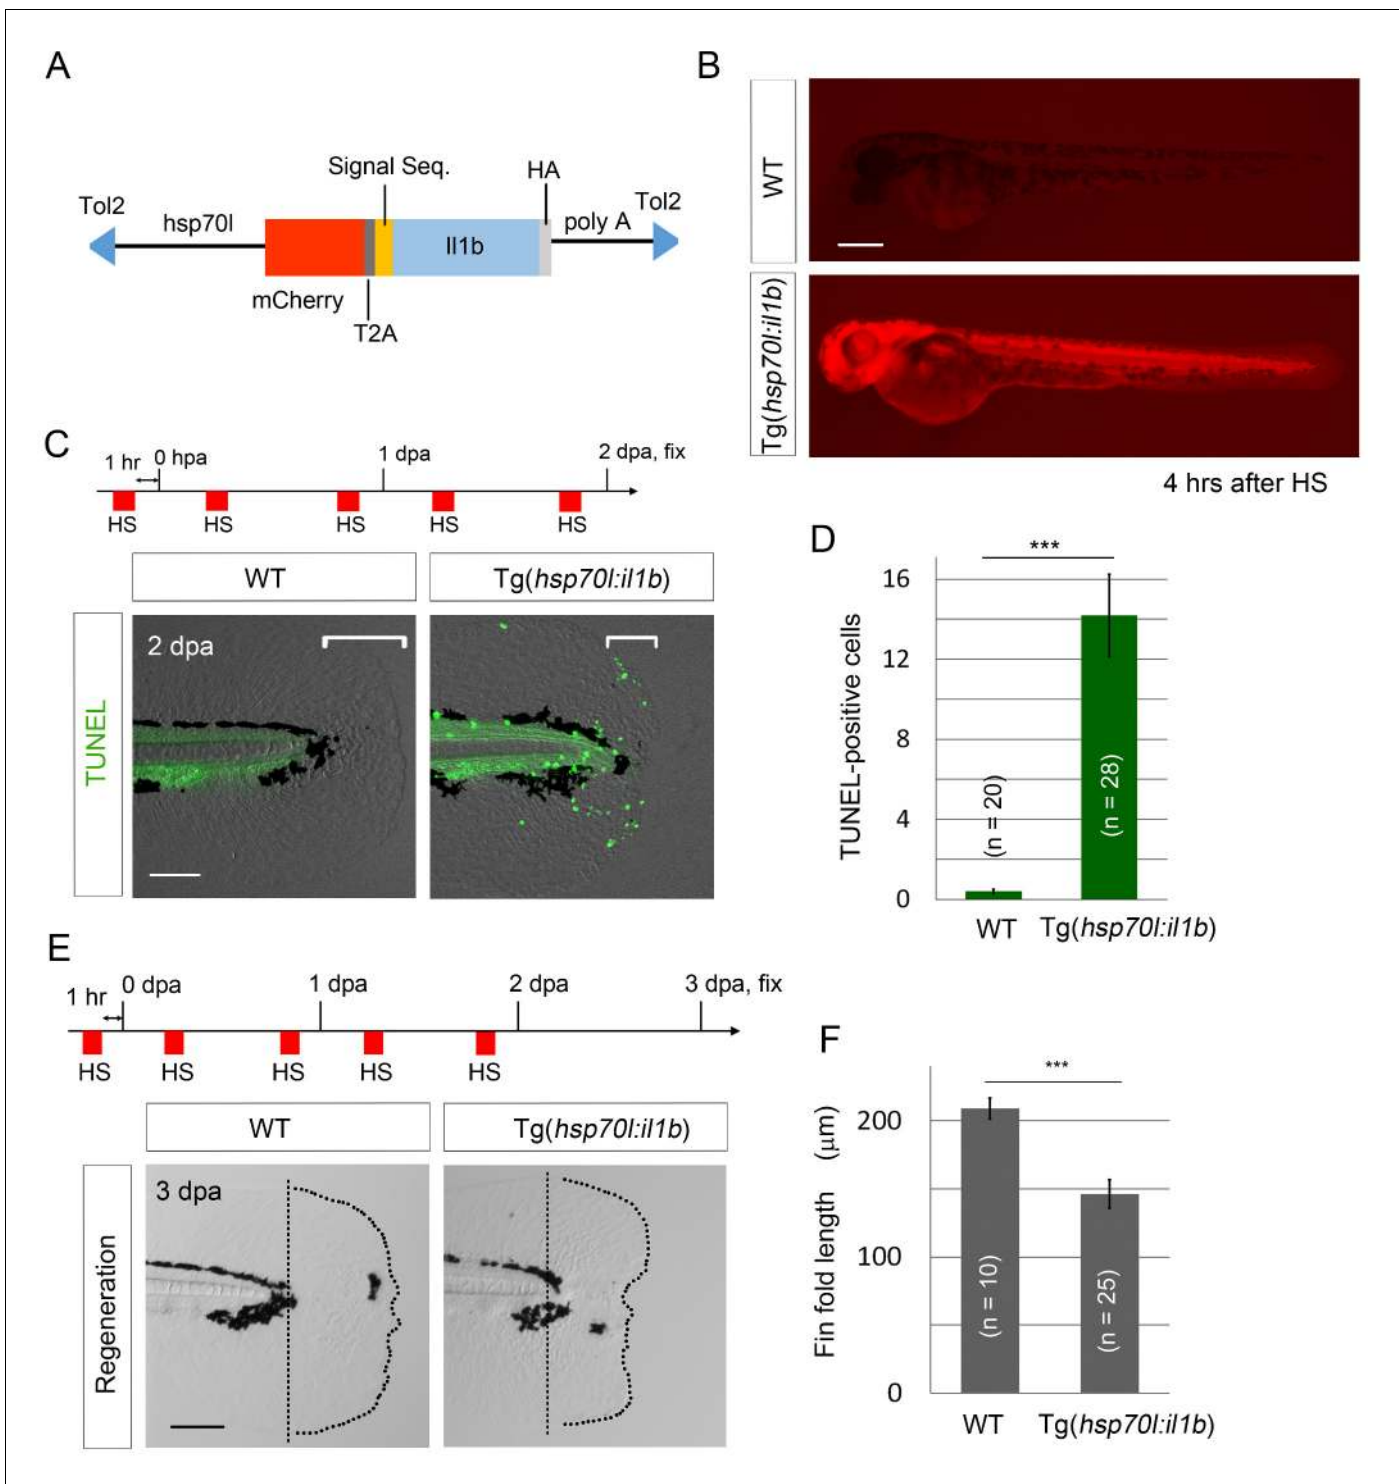 A
Signal Seq.
HA
Tol2
hsp70l
Il1b
poly A
Tol2
mCherry
T2A
B
WT
Tg(hsp70l:il1b)
4 hrs after HS
C
1 hr
0 hpa
1 dpa
2 dpa, fix
HS
HS
HS
HS
HS
WT
Tg(hsp70l:il1b)
TUNEL
2 dpa
D
***
TUNEL-positive cells
16
12
8
4
0
(n = 20)
(n = 28)
WT
Tg(hsp70l:il1b)
E
1 hr
0 dpa
1 dpa
2 dpa
3 dpa, fix
HS
HS
HS
HS
HS
WT
Tg(hsp70l:il1b)
Regeneration
3 dpa
F
***
Fin fold length (μm)
200
100
0
(n = 10)
(n = 25)
WT
Tg(hsp70l:il1b)